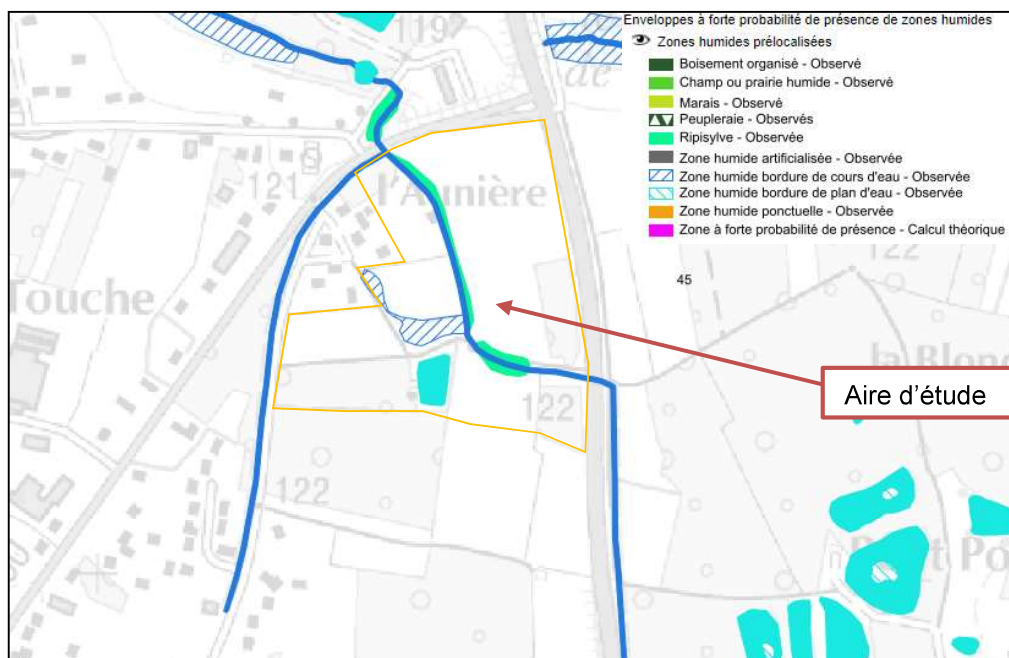 Enveloppes à forte probabilité de présence de zones humides
Zones humides prélocalisées
Boisement organisé - Observé
Champ ou prairie humide - Observé
Marais - Observé
Peupleraie - Observés
Ripisylve - Observée
Zone humide artificialisée - Observée
Zone humide bordure de cours d'eau - Observée
Zone humide bordure de plan d'eau - Observée
Zone humide ponctuelle - Observée
Zone à forte probabilité de présence - Calcul théorique
119
de
121
l'Aunière
122
45
Touche
la Blon
Aire d'étude
122
122